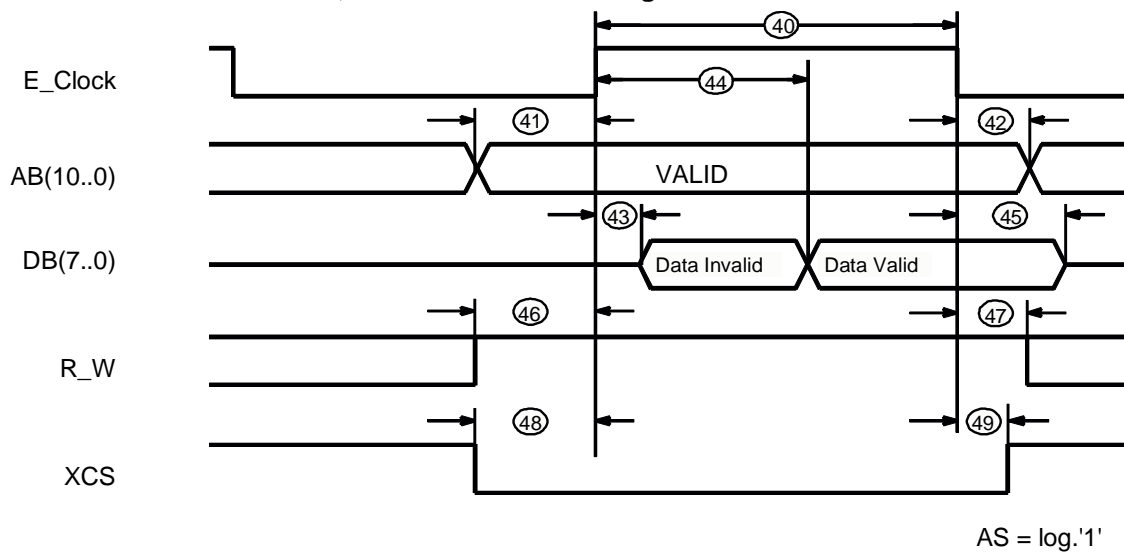 40
E_Clock
44
41
42
AB(10..0)
VALID
43
45
DB(7..0)
Data Invalid
Data Valid
46
47
R_W
48
49
XCS
AS = log.'1'